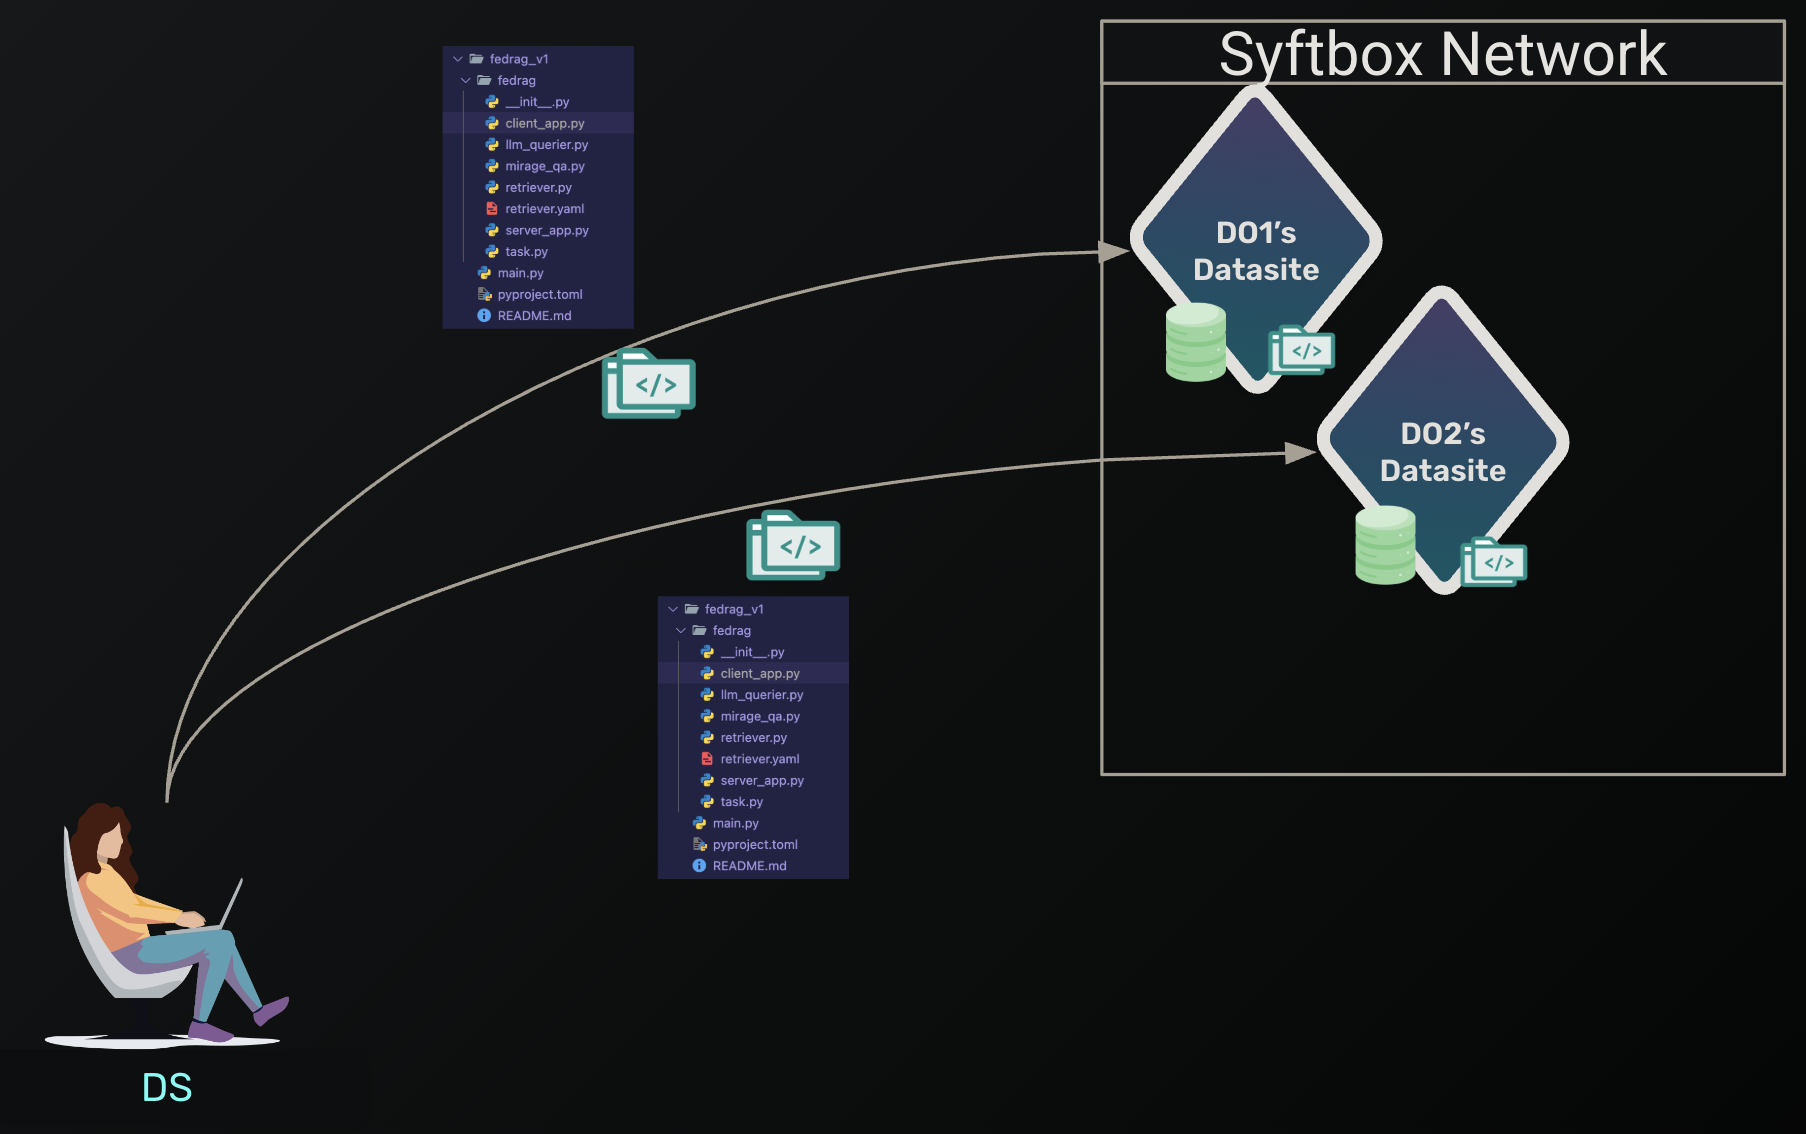 Syftbox Network
fedrag_v1
fedrag
__init__.py
client_app.py
llm_querier.py
mirage_qa.py
retriever.py
retriever.yaml
server_app.py
task.py
main.py
pyproject.toml
README.md
</>
DO1's
Datasite
</>
DO2's
Datasite
</>
</>
fedrag_v1
fedrag
__init__.py
client_app.py
llm_querier.py
mirage_qa.py
retriever.py
retriever.yaml
server_app.py
task.py
main.py
pyproject.toml
README.md
DS